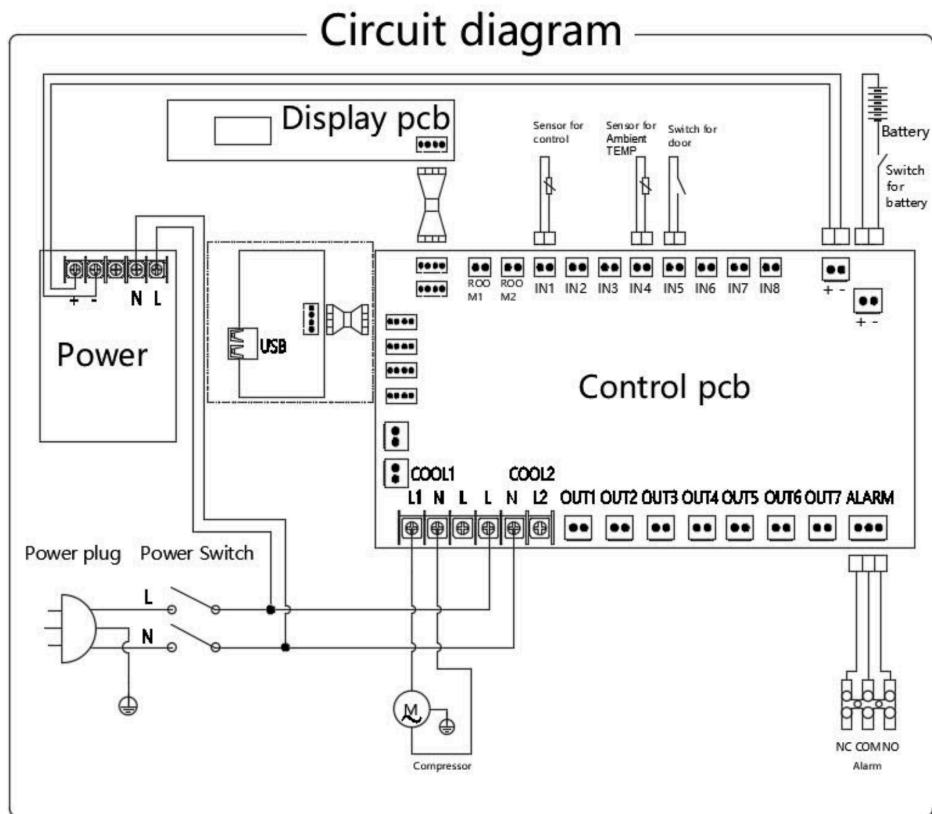 Circuit diagram
Display pcb
Sensor for
control
Sensor for
Ambient
TEMP
Switch for
door
Battery
Switch
for
battery
+ - N L
Power
USB
ROO
M1
ROO
M2
IN1 IN2 IN3 IN4 IN5 IN6 IN7 IN8
+ -
+ -
Control pcb
COOL1 COOL2
L1 N L L N L2 OUT1 OUT2 OUT3 OUT4 OUT5 OUT6 OUT7 ALARM
Power plug Power Switch
L
N
M
Compressor
NC COM NO
Alarm